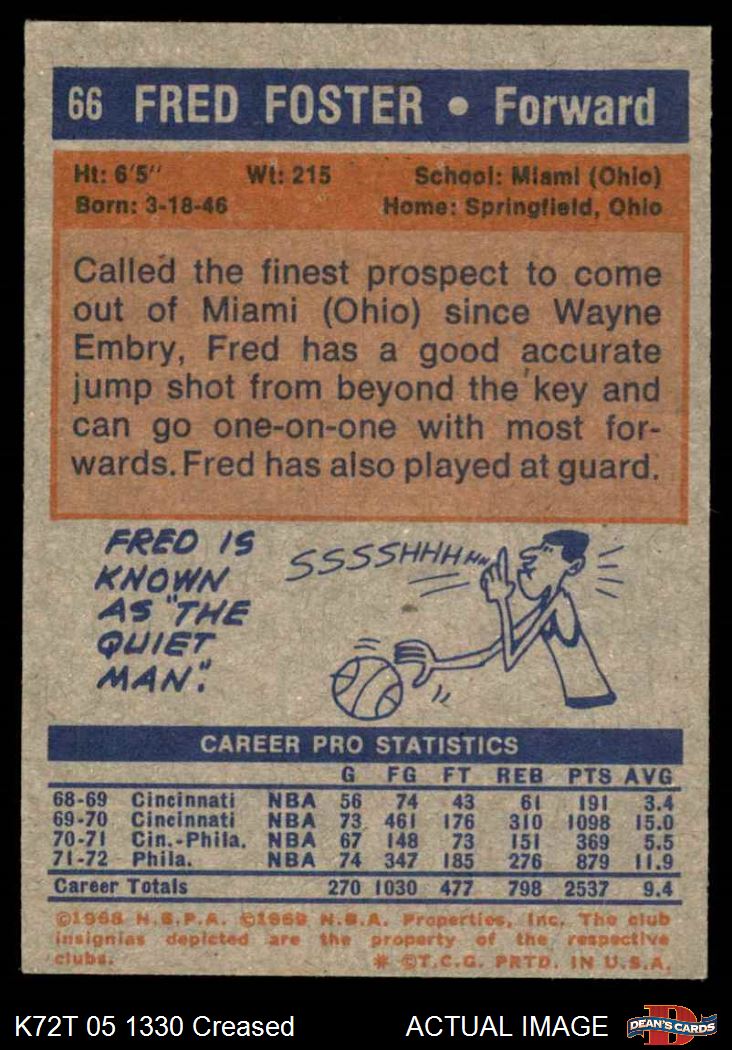 66 FRED FOSTER • Forward
Ht: 6'5" Wt: 215 School: Miami (Ohio)
Born: 3-18-46 Home: Springfield, Ohio
Called the finest prospect to come
out of Miami (Ohio) since Wayne
Embry, Fred has a good accurate
jump shot from beyond the key and
can go one-on-one with most for-
wards. Fred has also played at guard.
FRED IS
KNOWN
AS "THE
QUIET
MAN".
SSSSHHHHH
CAREER PRO STATISTICS
G FG FT REB PTS AVG
68-69 Cincinnati NBA 56 74 43 61 191 3.4
69-70 Cincinnati NBA 73 461 176 310 1098 15.0
70-71 Cin.-Phila. NBA 67 148 73 151 369 5.5
71-72 Phila. NBA 74 347 185 276 879 11.9
Career Totals 270 1030 477 798 2537 9.4
©1968 N.B.P.A. ©1969 N.B.A. Properties, Inc. The club
insignias depicted are the property of the respective
clubs. * ©T.C.G. PRTD. IN U.S.A.
K72T 05 1330 Creased ACTUAL IMAGE D DEAN'S CARDS